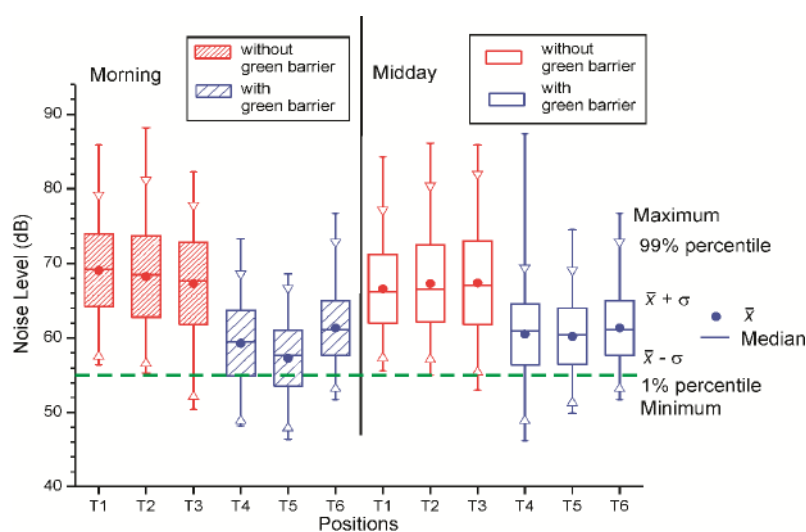 Morning
without
green barrier
with
green barrier
Midday
without
green barrier
with
green barrier
Noise Level (dB)
90
80
70
60
50
40
T1 T2 T3 T4 T5 T6 T1 T2 T3 T4 T5 T6
Positions
Maximum
99% percentile
x̄ + σ
x̄
Median
x̄ - σ
1% percentile
Minimum